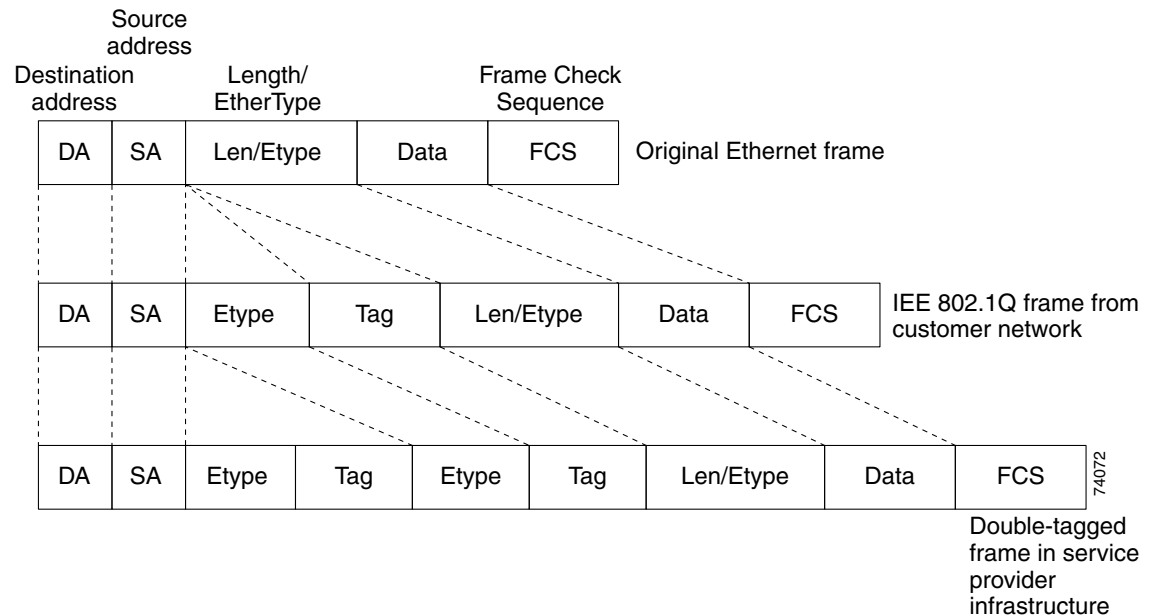 Source
address
Destination
address
Length/
EtherType
Frame Check
Sequence
DA SA Len/Etype Data FCS Original Ethernet frame
DA SA Etype Tag Len/Etype Data FCS
IEE 802.1Q frame from
customer network
DA SA Etype Tag Etype Tag Len/Etype Data FCS
74072
Double-tagged
frame in service
provider
infrastructure